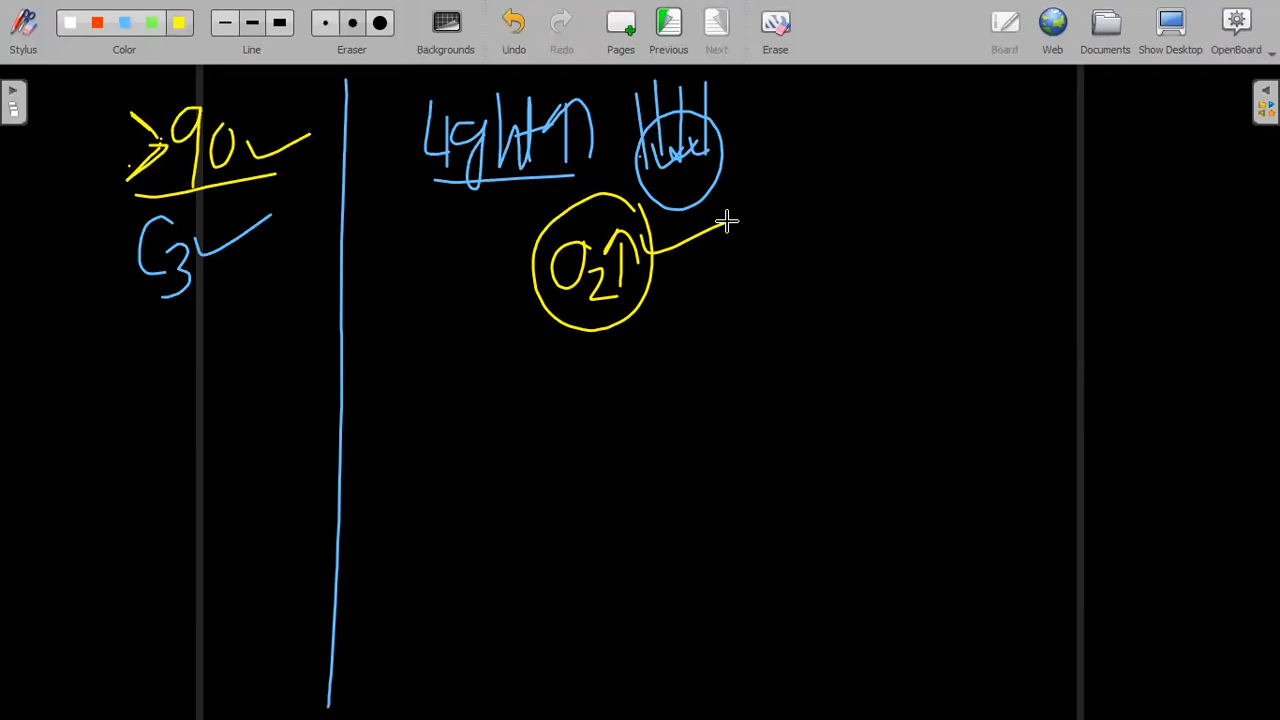 Stylus
Color
Line
Eraser
Backgrounds
Undo
Redo
Pages
Previous
Next
Erase
Board
Web
Documents
Show Desktop
OpenBoard
>90
Light↑
C3
O2↑